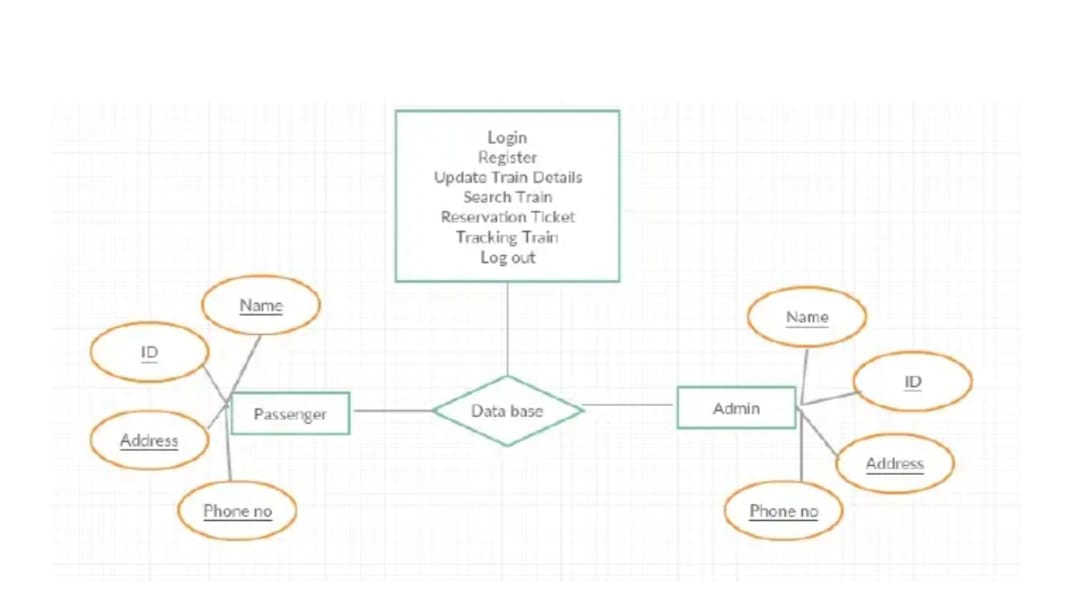 Login
Register
Update Train Details
Search Train
Reservation Ticket
Tracking Train
Log out
Name
ID
Address
Phone no
Passenger
Data base
Admin
Name
ID
Address
Phone no